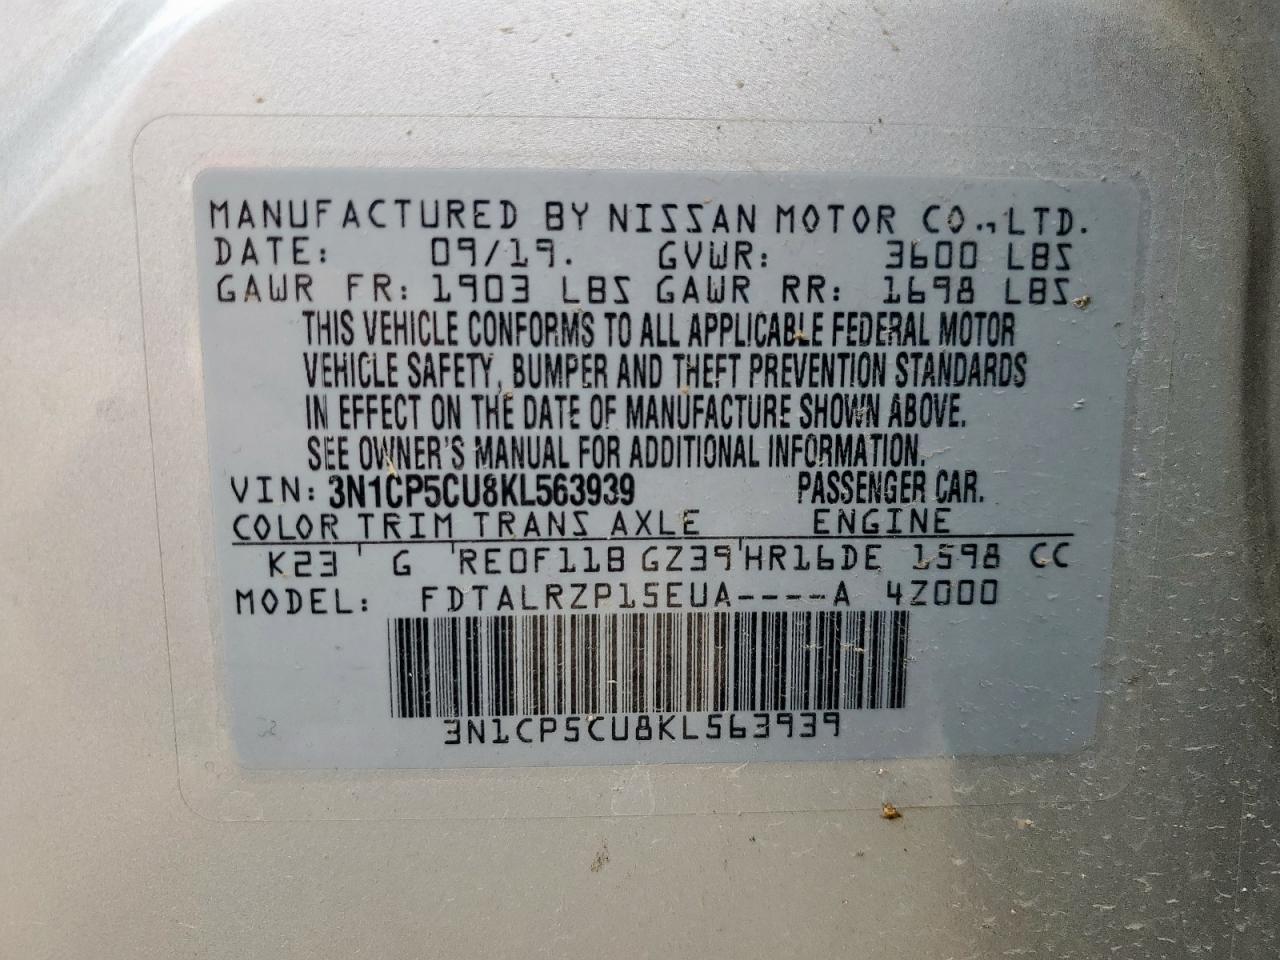 MANUFACTURED BY NISSAN MOTOR CO.,LTD.
DATE: 09/19. GVWR: 3600 LBS
GAWR FR: 1903 LBS GAWR RR: 1698 LBS
THIS VEHICLE CONFORMS TO ALL APPLICABLE FEDERAL MOTOR
VEHICLE SAFETY, BUMPER AND THEFT PREVENTION STANDARDS
IN EFFECT ON THE DATE OF MANUFACTURE SHOWN ABOVE.
SEE OWNER'S MANUAL FOR ADDITIONAL INFORMATION.
VIN: 3N1CP5CU8KL563939 PASSENGER CAR.
COLOR TRIM TRANS AXLE ENGINE
K23 ' G ' RE0F11B GZ39 ' HR16DE 1598 CC
MODEL: FDTALRZP15EUA----A 4Z000
3N1CP5CU8KL563939